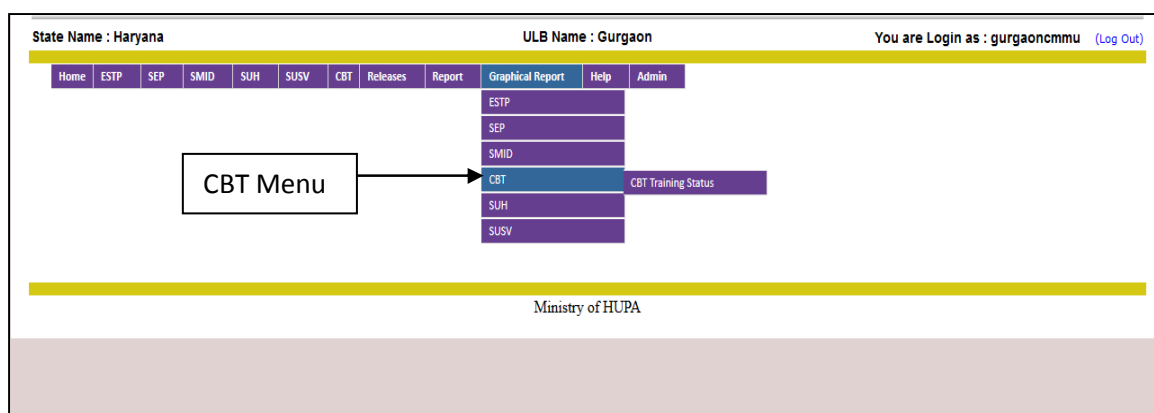 State Name : Haryana ULB Name : Gurgaon You are Login as : gurgaoncmmu (Log Out)
Home ESTP SEP SMID SUH SUSV CBT Releases Report Graphical Report Help Admin
ESTP
SEP
SMID
CBT Menu
CBT CBT Training Status
SUH
SUSV
Ministry of HUPA